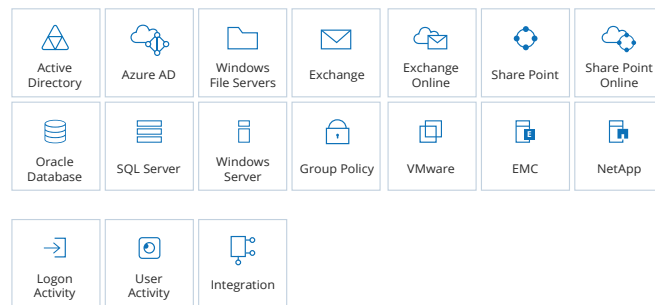 Active
Directory
Azure AD
Windows
File Servers
Exchange
Exchange
Online
Share Point
Share Point
Online
Oracle
Database
SQL Server
Windows
Server
Group Policy
VMware
E
EMC
NetApp
Logon
Activity
User
Activity
Integration